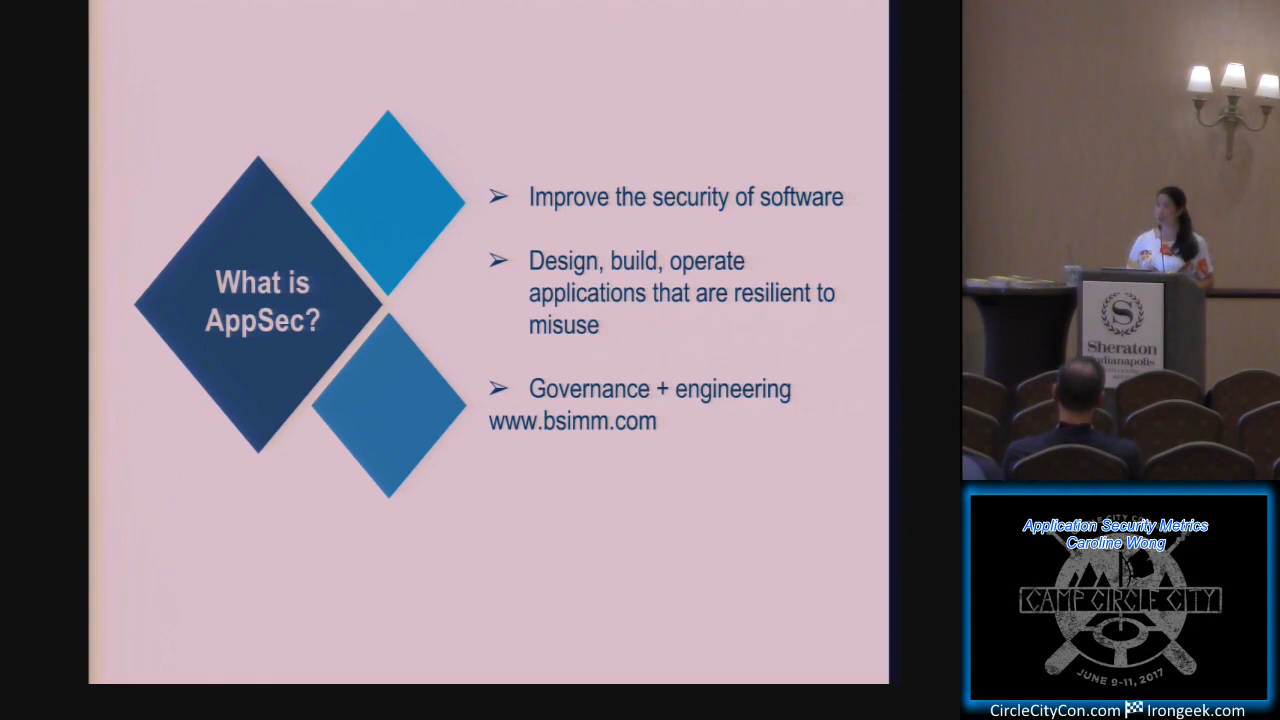 What is
AppSec?
➢ Improve the security of software
➢ Design, build, operate
applications that are resilient to
misuse
➢ Governance + engineering
www.bsimm.com
S
Sheraton
Indianapolis
Application Security Metrics
Caroline Wong
CAMP CIRCLE CITY
JUNE 9-11, 2017
CircleCityCon.com Irongeek.com